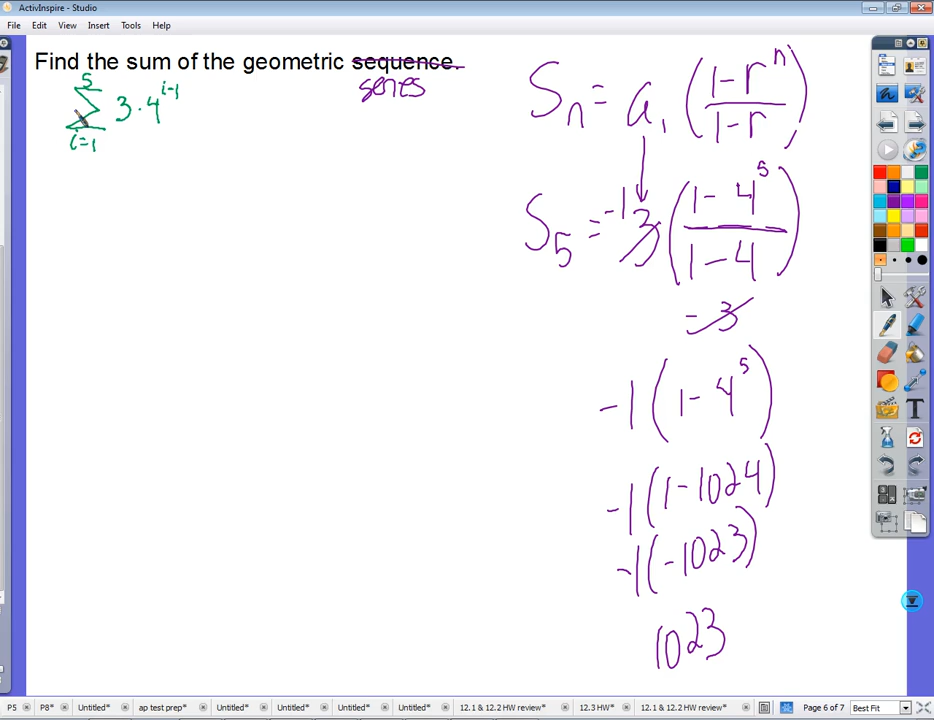 ActivInspire - Studio
File Edit View Insert Tools Help
Find the sum of the geometric sequence.
series
5
Σ 3 · 4^(i-1)
i=1
Sn = a1 (1-r^n / 1-r)
S5 = -1 3 (1-4^5 / 1-4)
-3
-1(1-4^5)
-1(1-1024)
-1(-1023)
1023
T
P5 P8* Untitled* ap test prep* Untitled* Untitled* Untitled* Untitled* 12.1 & 12.2 HW review* 12.3 HW* 12.1 & 12.2 HW review* Page 6 of 7 Best Fit